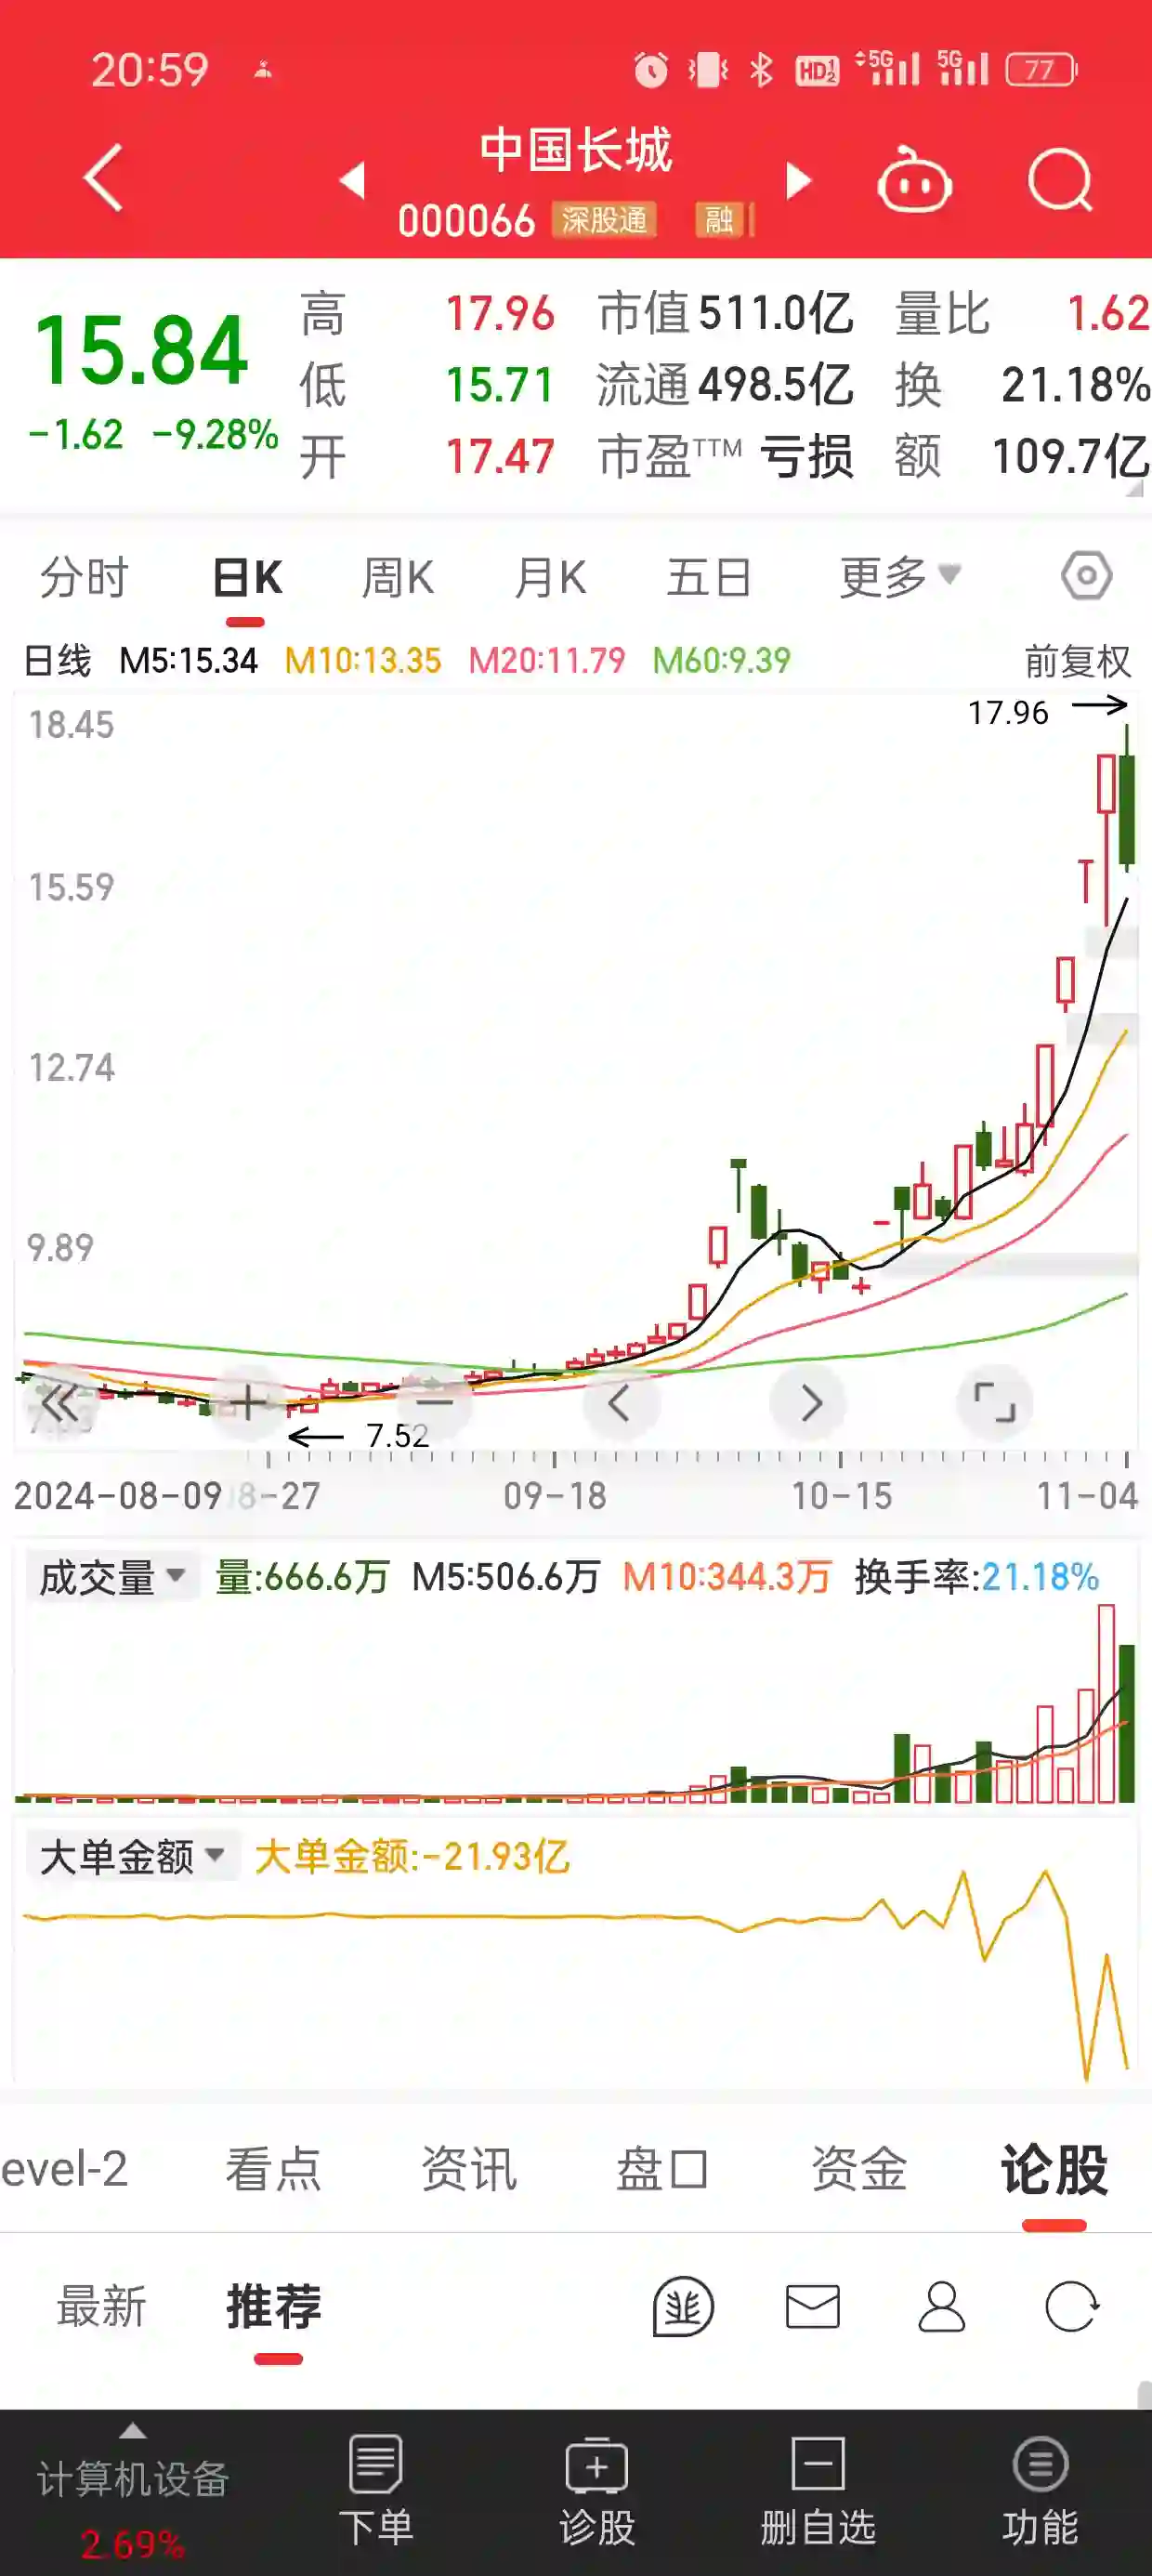 20:59 HD1 2 5G 5G 77
中国长城
000066 深股通 融
15.84
-1.62 -9.28%
高 17.96 市值 511.0亿 量比 1.62
低 15.71 流通 498.5亿 换 21.18%
开 17.47 市盈TTM 亏损 额 109.7亿
分时 日K 周K 月K 五日 更多
日线 M5:15.34 M10:13.35 M20:11.79 M60:9.39 前复权
17.96
18.45
15.59
12.74
9.89
7.52
2024-08-09 8-27 09-18 10-15 11-04
成交量 量:666.6万 M5:506.6万 M10:344.3万 换手率:21.18%
大单金额 大单金额:-21.93亿
evel-2 看点 资讯 盘口 资金 论股
最新 推荐
计算机设备
2.69%
下单 诊股 删自选 功能